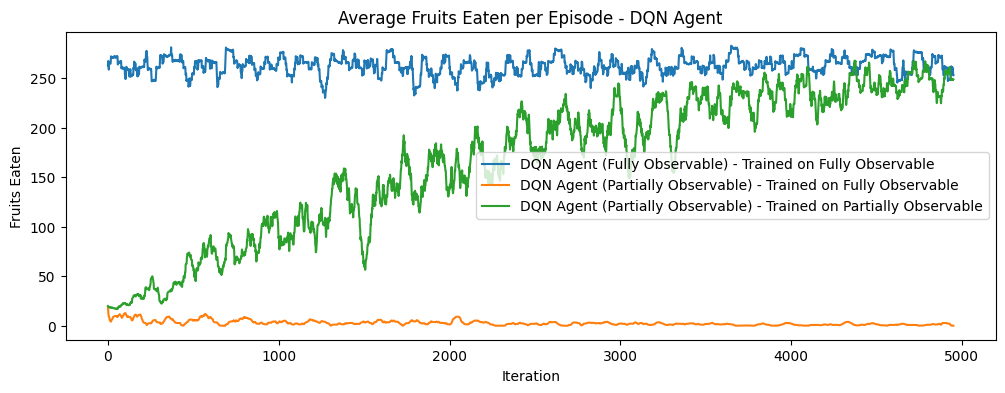 Average Fruits Eaten per Episode - DQN Agent
Fruits Eaten
250
200
150
100
50
0
DQN Agent (Fully Observable) - Trained on Fully Observable
DQN Agent (Partially Observable) - Trained on Fully Observable
DQN Agent (Partially Observable) - Trained on Partially Observable
0 1000 2000 3000 4000 5000
Iteration